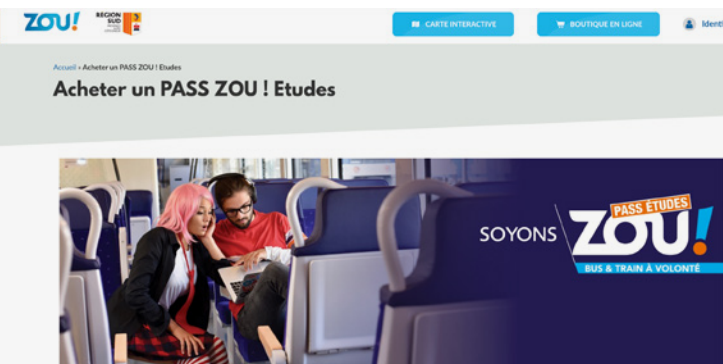 ZOU!
RÉGION
SUD
CARTE INTERACTIVE
BOUTIQUE EN LIGNE
Identi
Accueil » Acheter un PASS ZOU ! Etudes
Acheter un PASS ZOU ! Etudes
SOYONS
PASS ÉTUDES
ZOU!
BUS & TRAIN À VOLONTÉ